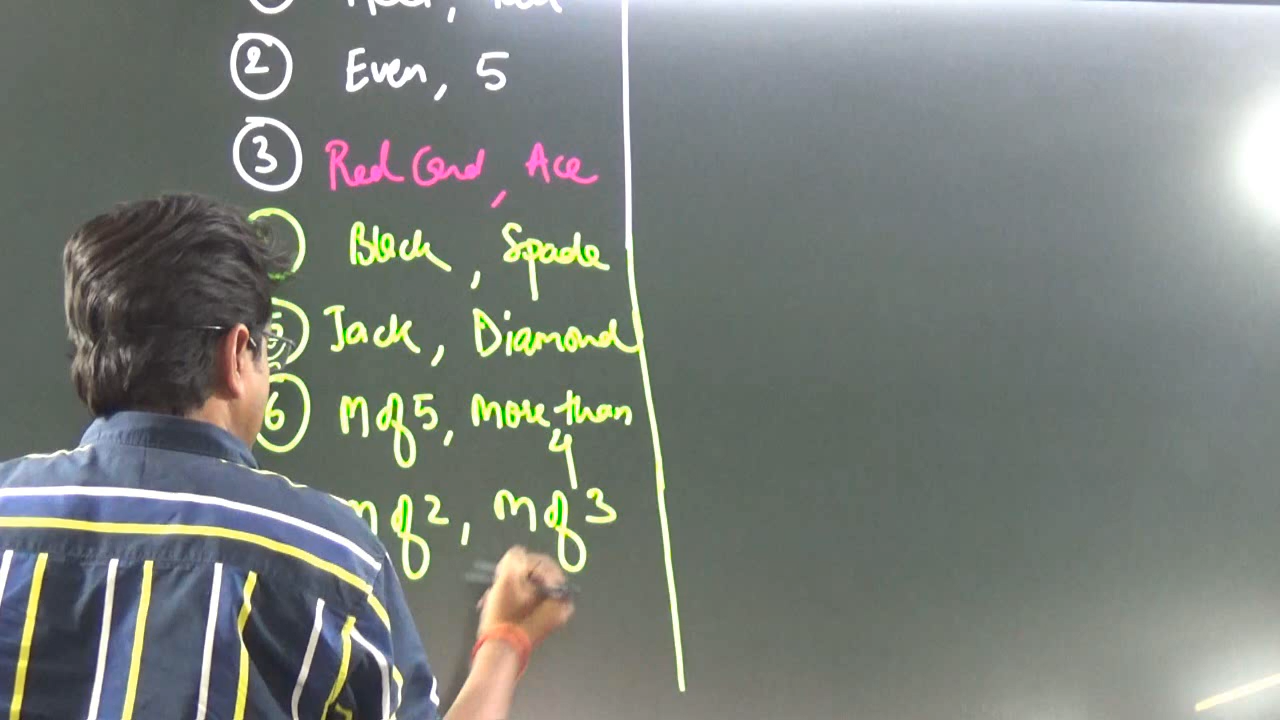 ② Even, 5
③ Red Card, Ace
Black, Spade
⑤ Jack, Diamond
⑥ M of 5, More than 4
M of 2, M of 3